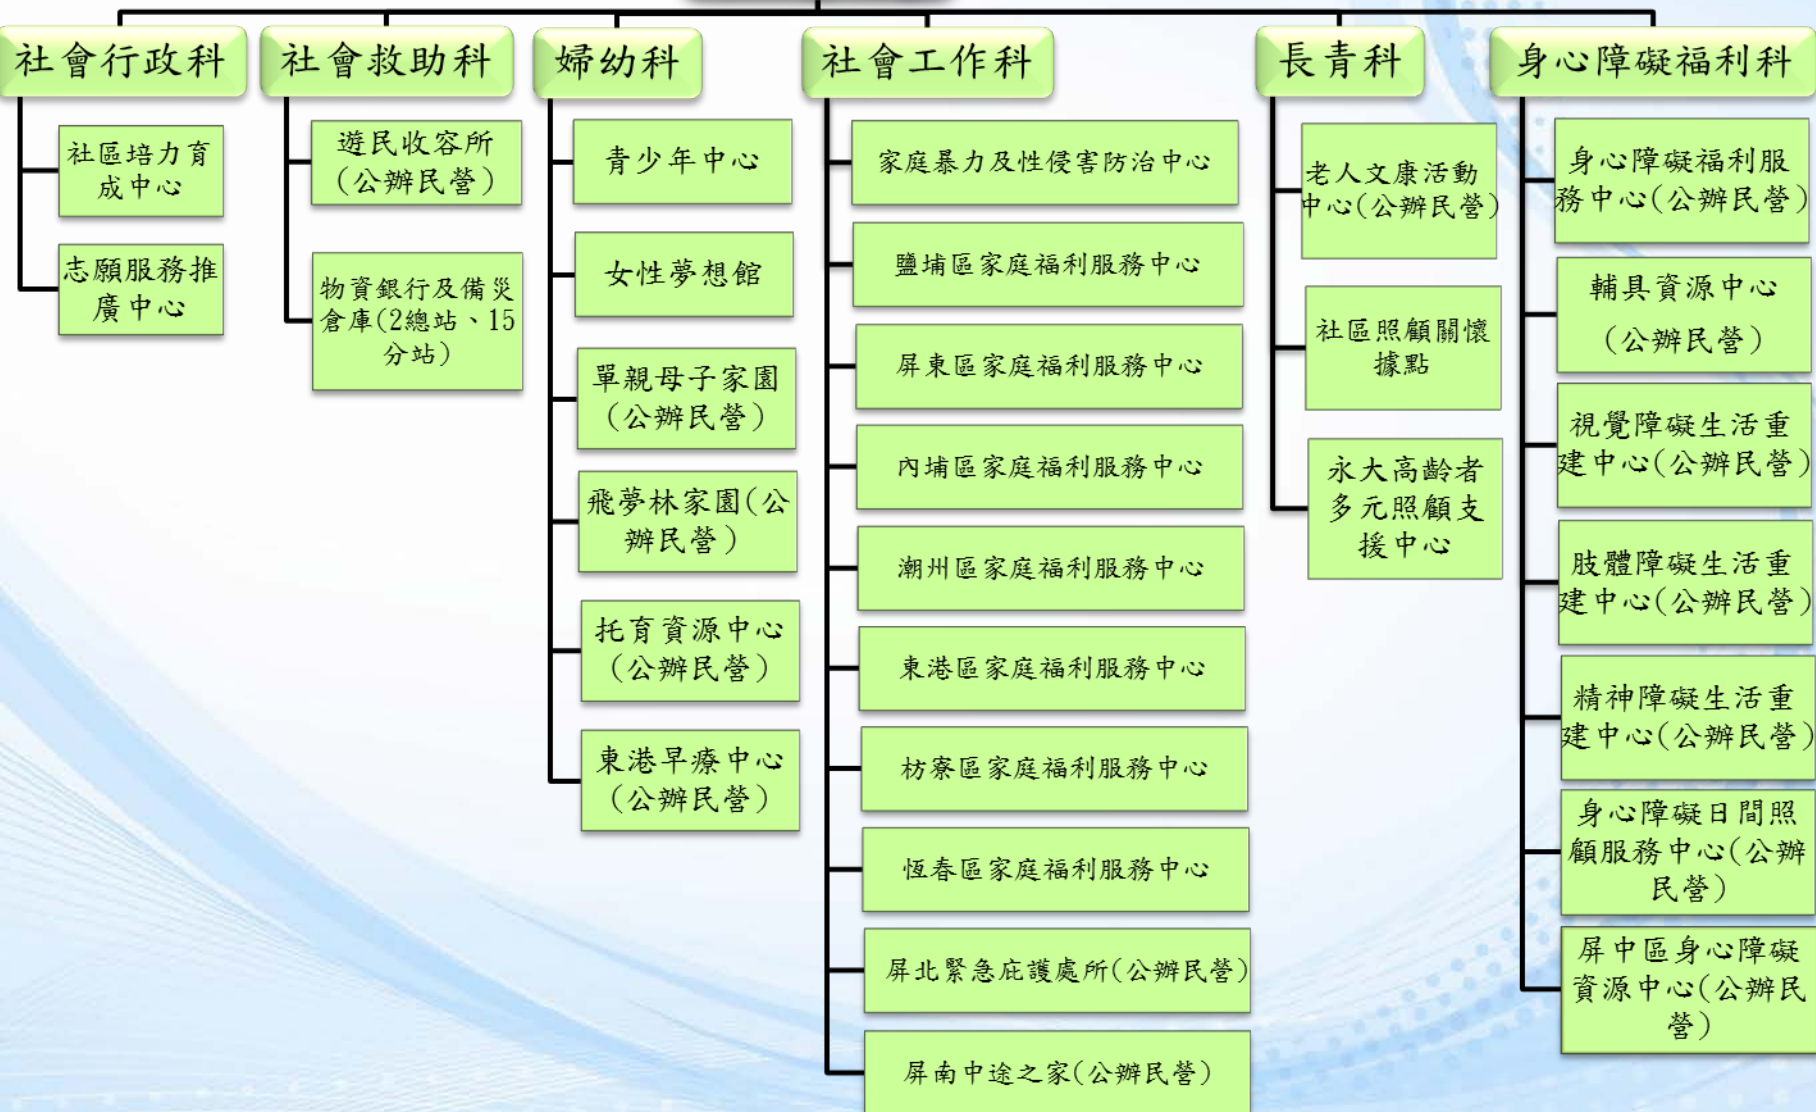 社會行政科
社會救助科
婦幼科
社會工作科
長青科
身心障礙福利科
社區培力育
成中心
志願服務推
廣中心
遊民收容所
(公辦民營)
物資銀行及備災
倉庫(2總站、15
分站)
青少年中心
女性夢想館
單親母子家園
(公辦民營)
飛夢林家園(公
辦民營)
托育資源中心
(公辦民營)
東港早療中心
(公辦民營)
家庭暴力及性侵害防治中心
鹽埔區家庭福利服務中心
屏東區家庭福利服務中心
內埔區家庭福利服務中心
潮州區家庭福利服務中心
東港區家庭福利服務中心
枋寮區家庭福利服務中心
恆春區家庭福利服務中心
屏北緊急庇護處所(公辦民營)
屏南中途之家(公辦民營)
老人文康活動
中心(公辦民營)
社區照顧關懷
據點
永大高齡者
多元照顧支
援中心
身心障礙福利服
務中心(公辦民營)
輔具資源中心
(公辦民營)
視覺障礙生活重
建中心(公辦民營)
肢體障礙生活重
建中心(公辦民營)
精神障礙生活重
建中心(公辦民營)
身心障礙日間照
顧服務中心(公辦
民營)
屏中區身心障礙
資源中心(公辦民
營)